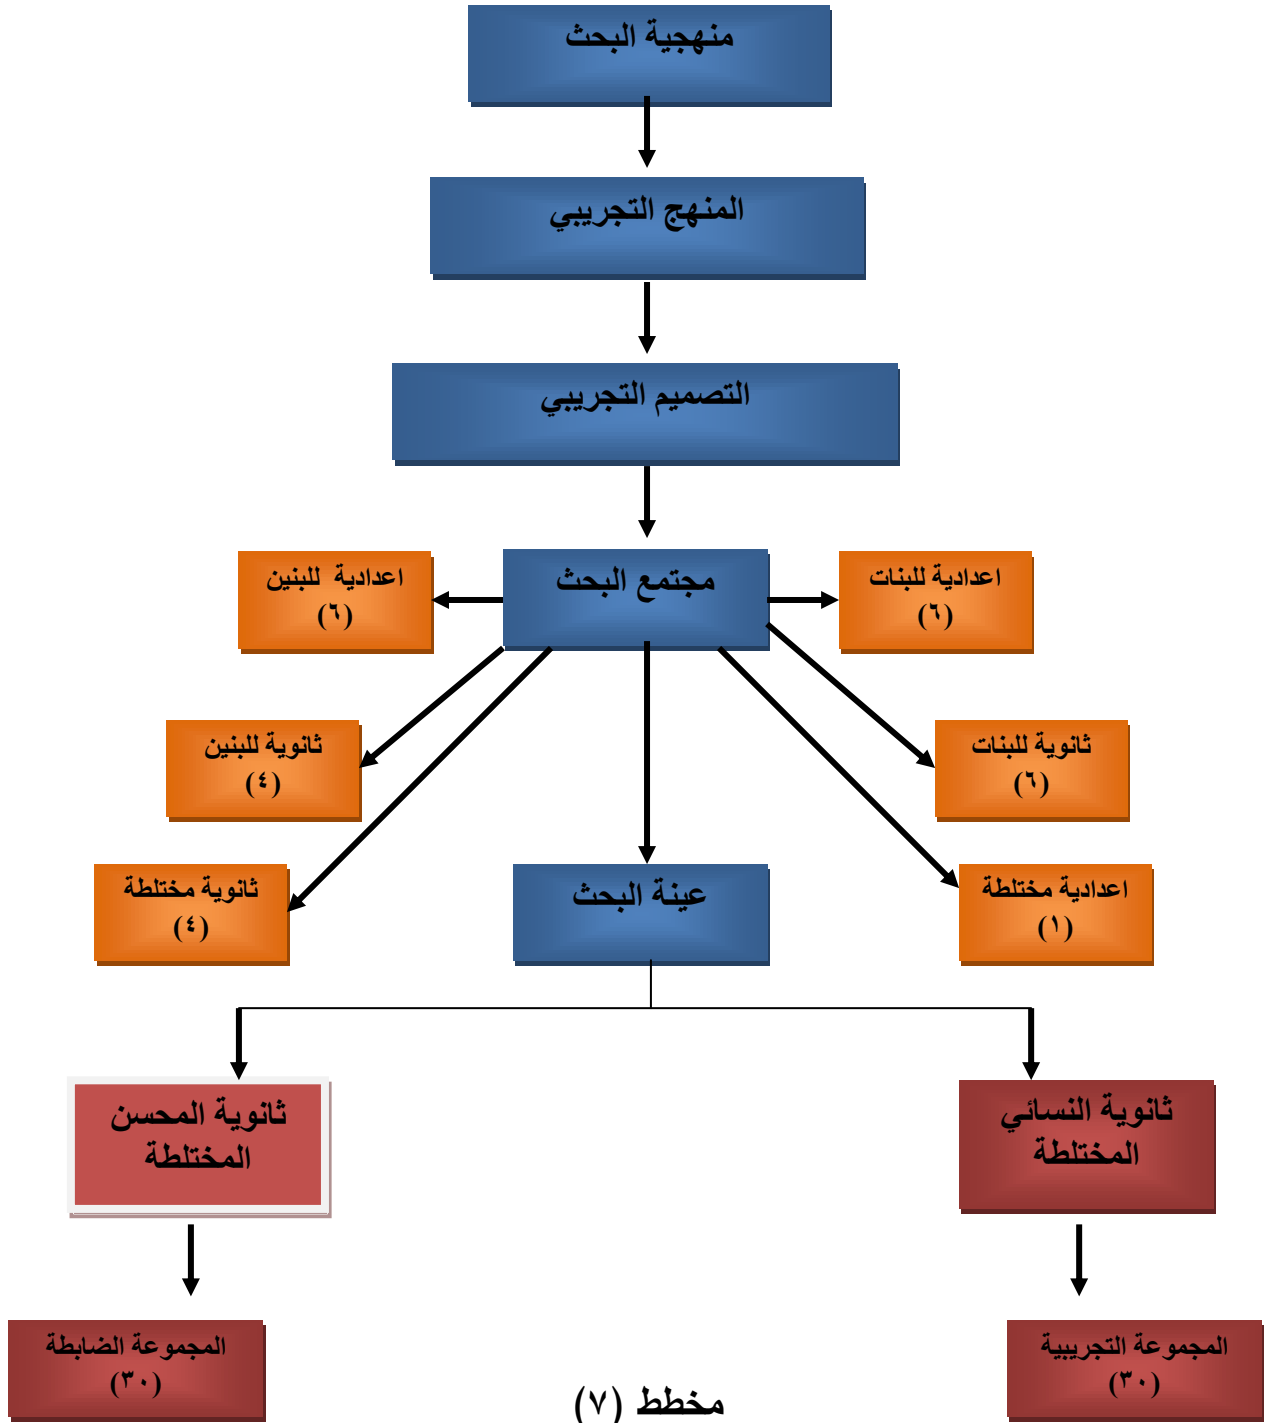 منهجية البحث
المنهج التجريبي
التصميم التجريبي
مجتمع البحث
اعدادية للبنات
(٦)
اعدادية للبنين
(٦)
ثانوية للبنات
(٦)
ثانوية للبنين
(٤)
اعدادية مختلطة
(١)
ثانوية مختلطة
(٤)
عينة البحث
ثانوية النسائي
المختلطة
ثانوية المحسن
المختلطة
المجموعة التجريبية
(٣٠)
المجموعة الضابطة
(٣٠)
مخطط (٧)